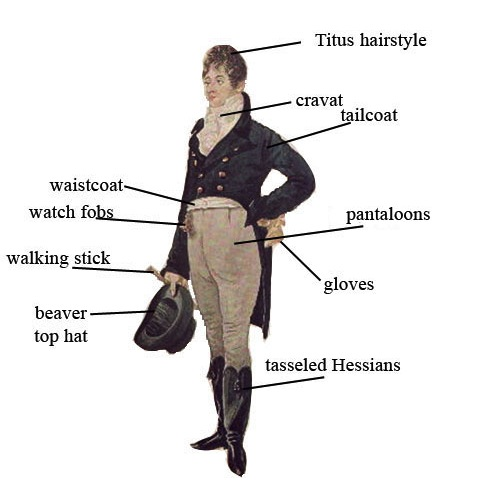 Titus hairstyle
cravat
tailcoat
waistcoat
watch fobs
pantaloons
walking stick
gloves
beaver
top hat
tasseled Hessians